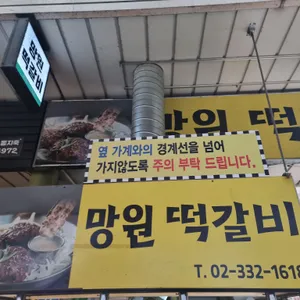 망원
떡갈비
8972
망원 떡
옆 가게와의 경계선을 넘어
가지않도록 주의 부탁 드립니다.
망원 떡갈비
T. 02-332-1618